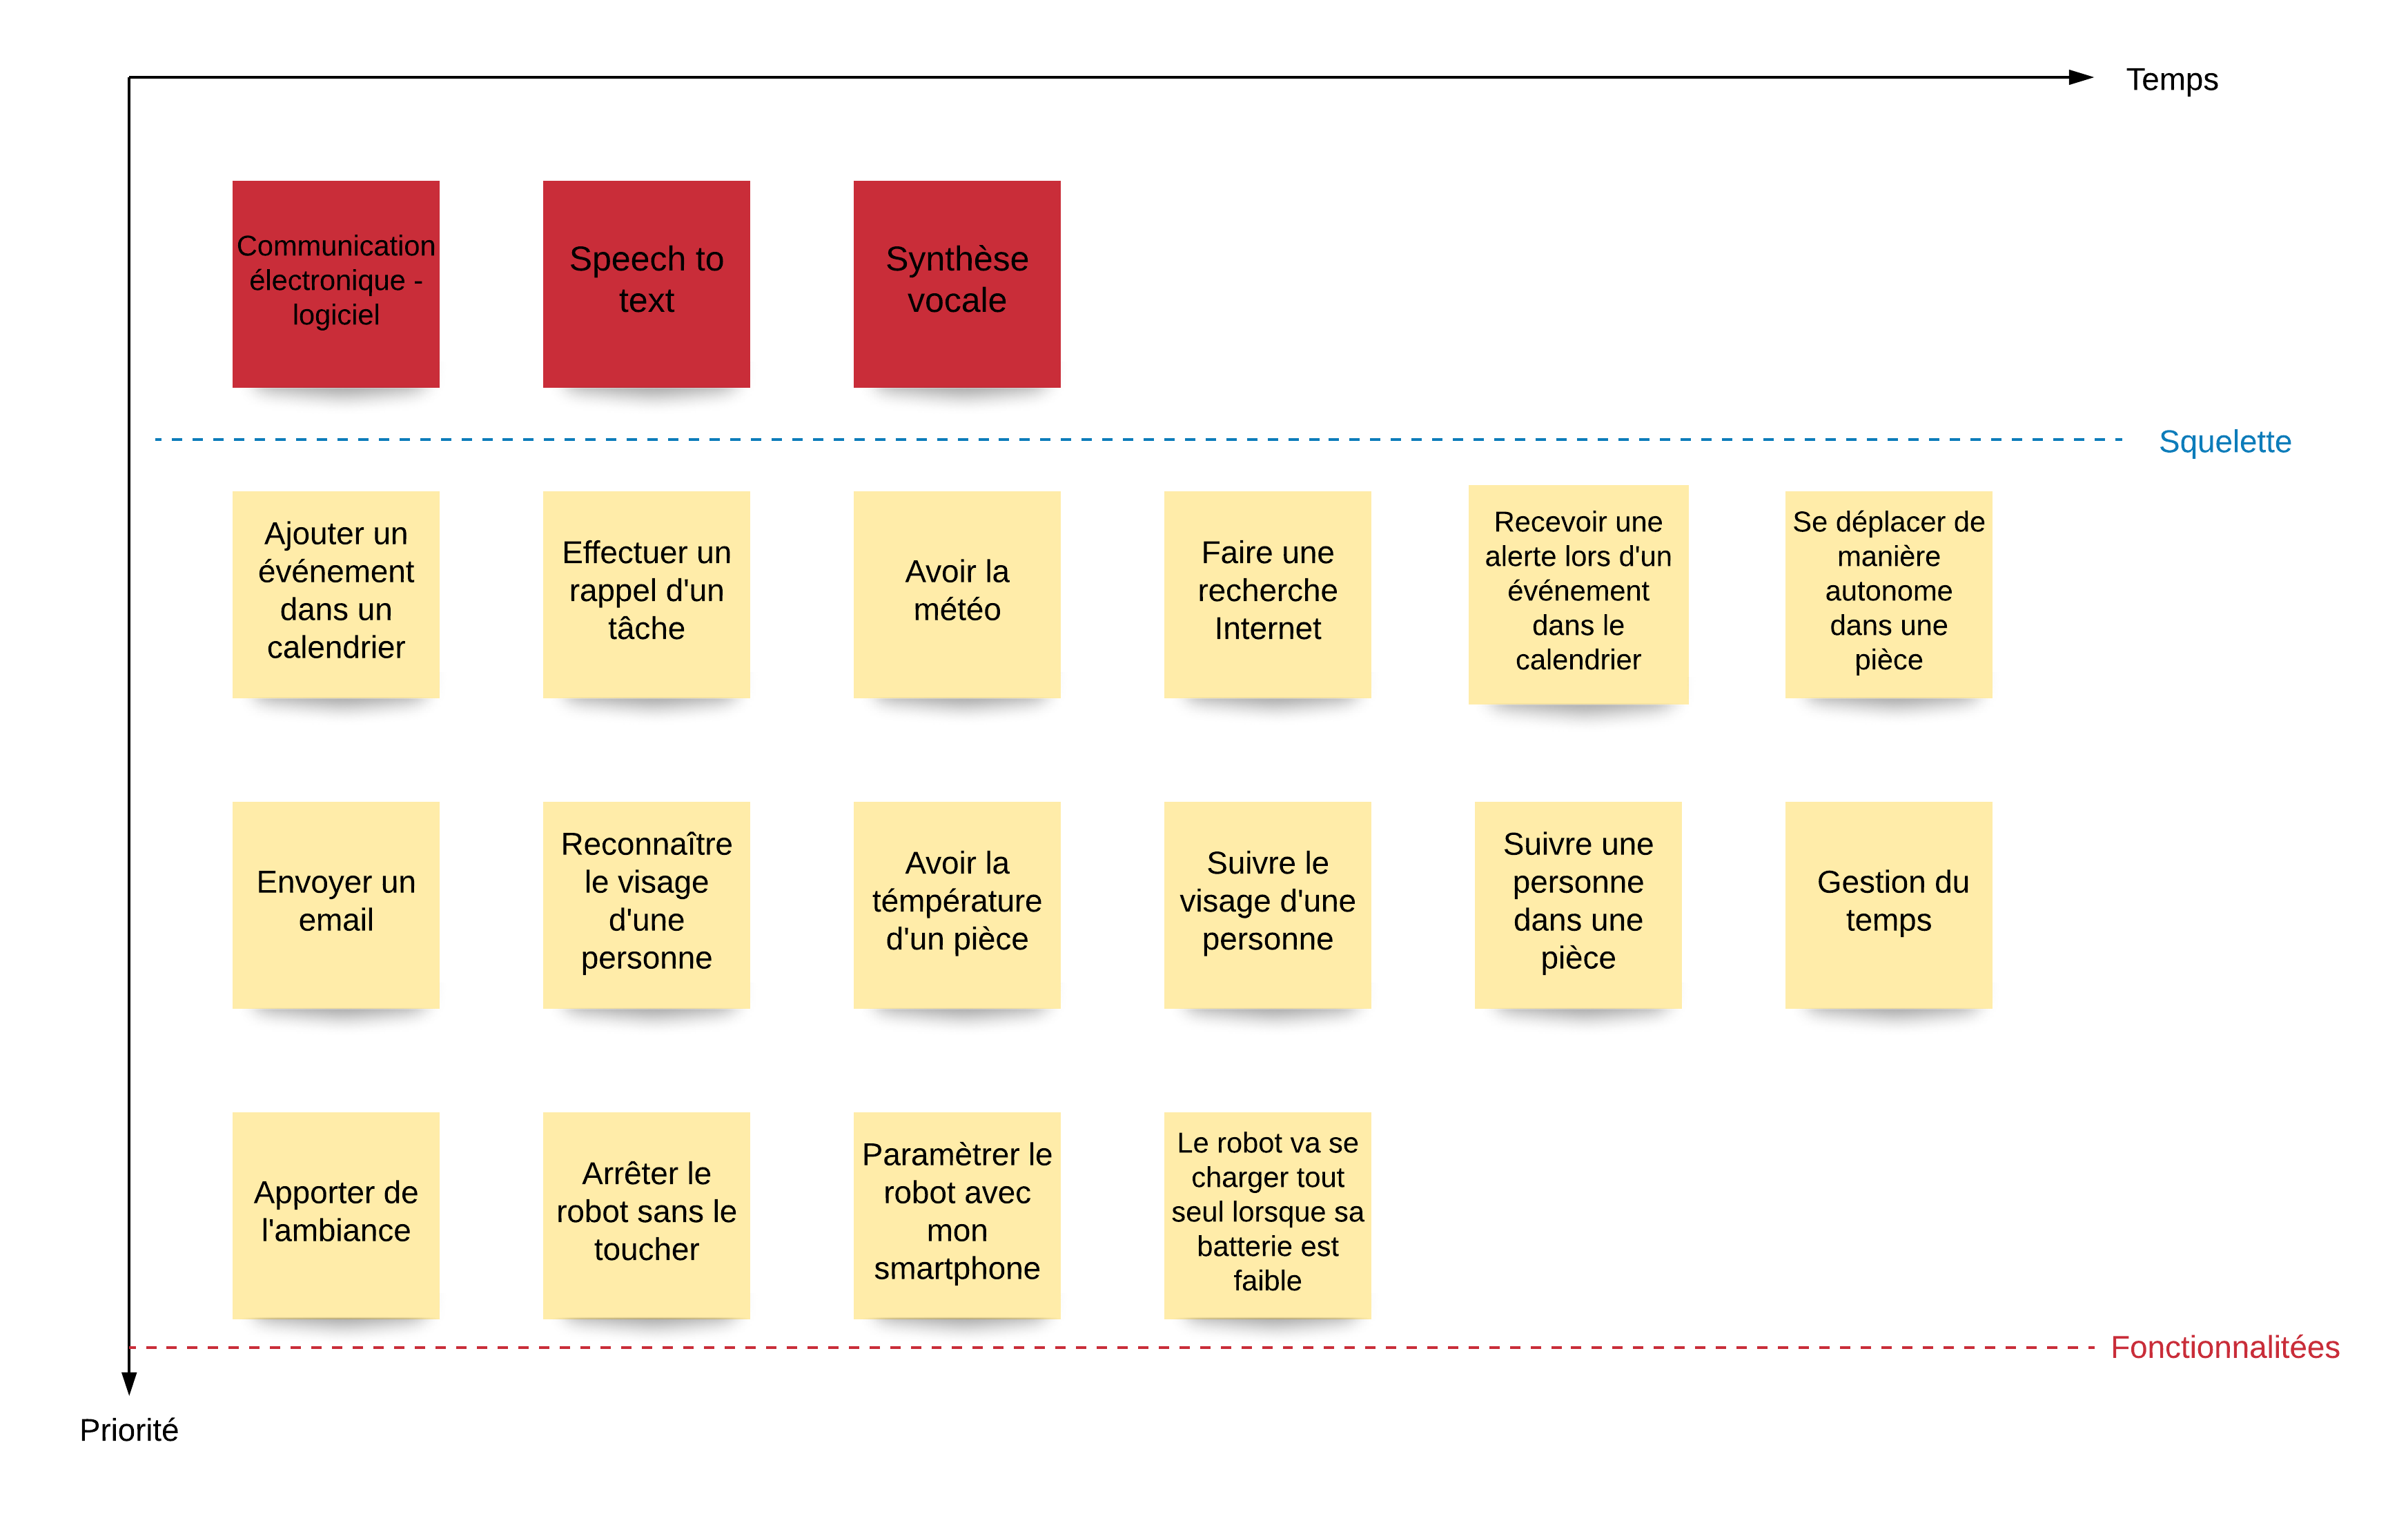 Temps
Communication
électronique -
logiciel
Speech to
text
Synthèse
vocale
Squelette
Ajouter un
événement
dans un
calendrier
Effectuer un
rappel d'un
tâche
Avoir la
météo
Faire une
recherche
Internet
Recevoir une
alerte lors d'un
événement
dans le
calendrier
Se déplacer de
manière
autonome
dans une
pièce
Envoyer un
email
Reconnaître
le visage
d'une
personne
Avoir la
témpérature
d'un pièce
Suivre le
visage d'une
personne
Suivre une
personne
dans une
pièce
Gestion du
temps
Apporter de
l'ambiance
Arrêter le
robot sans le
toucher
Paramètrer le
robot avec
mon
smartphone
Le robot va se
charger tout
seul lorsque sa
batterie est
faible
Fonctionnalitées
Priorité